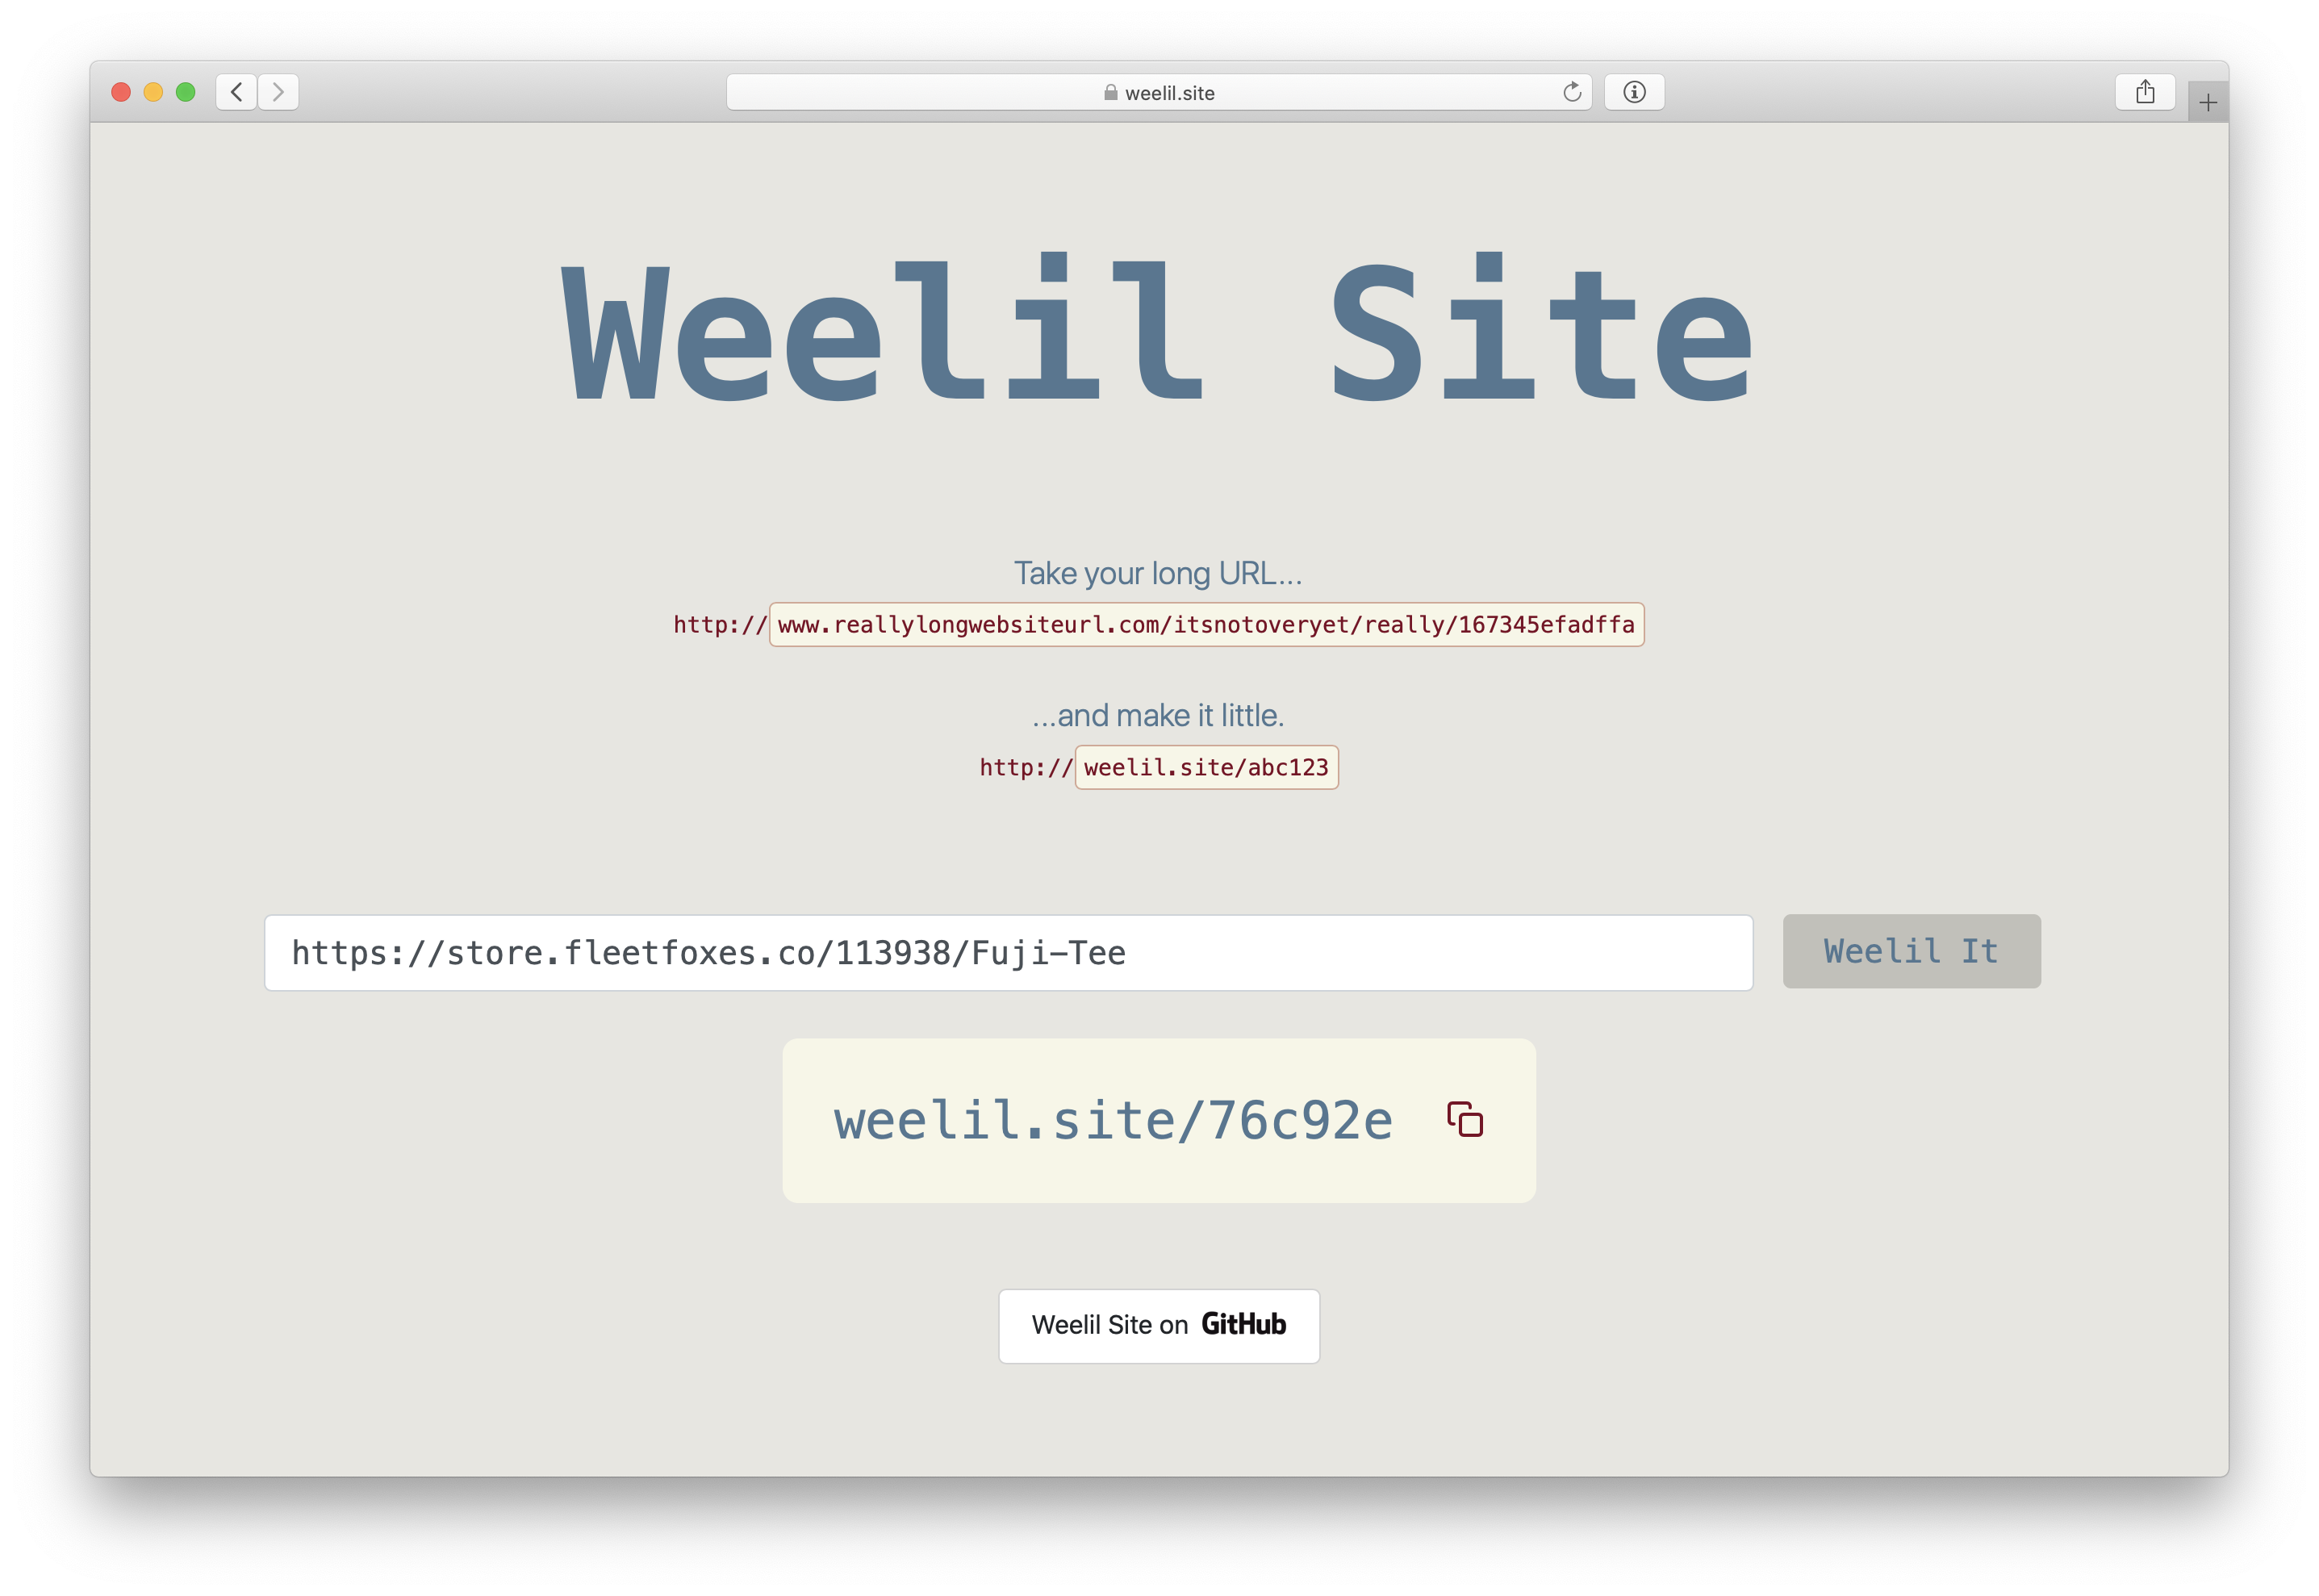 weelil.site
Weelil Site
Take your long URL...
http:// www.reallylongwebsiteurl.com/itsnotoveryet/really/167345efadffa
...and make it little.
http:// weelil.site/abc123
https://store.fleetfoxes.co/113938/Fuji-Tee
Weelil It
weelil.site/76c92e
Weelil Site on GitHub